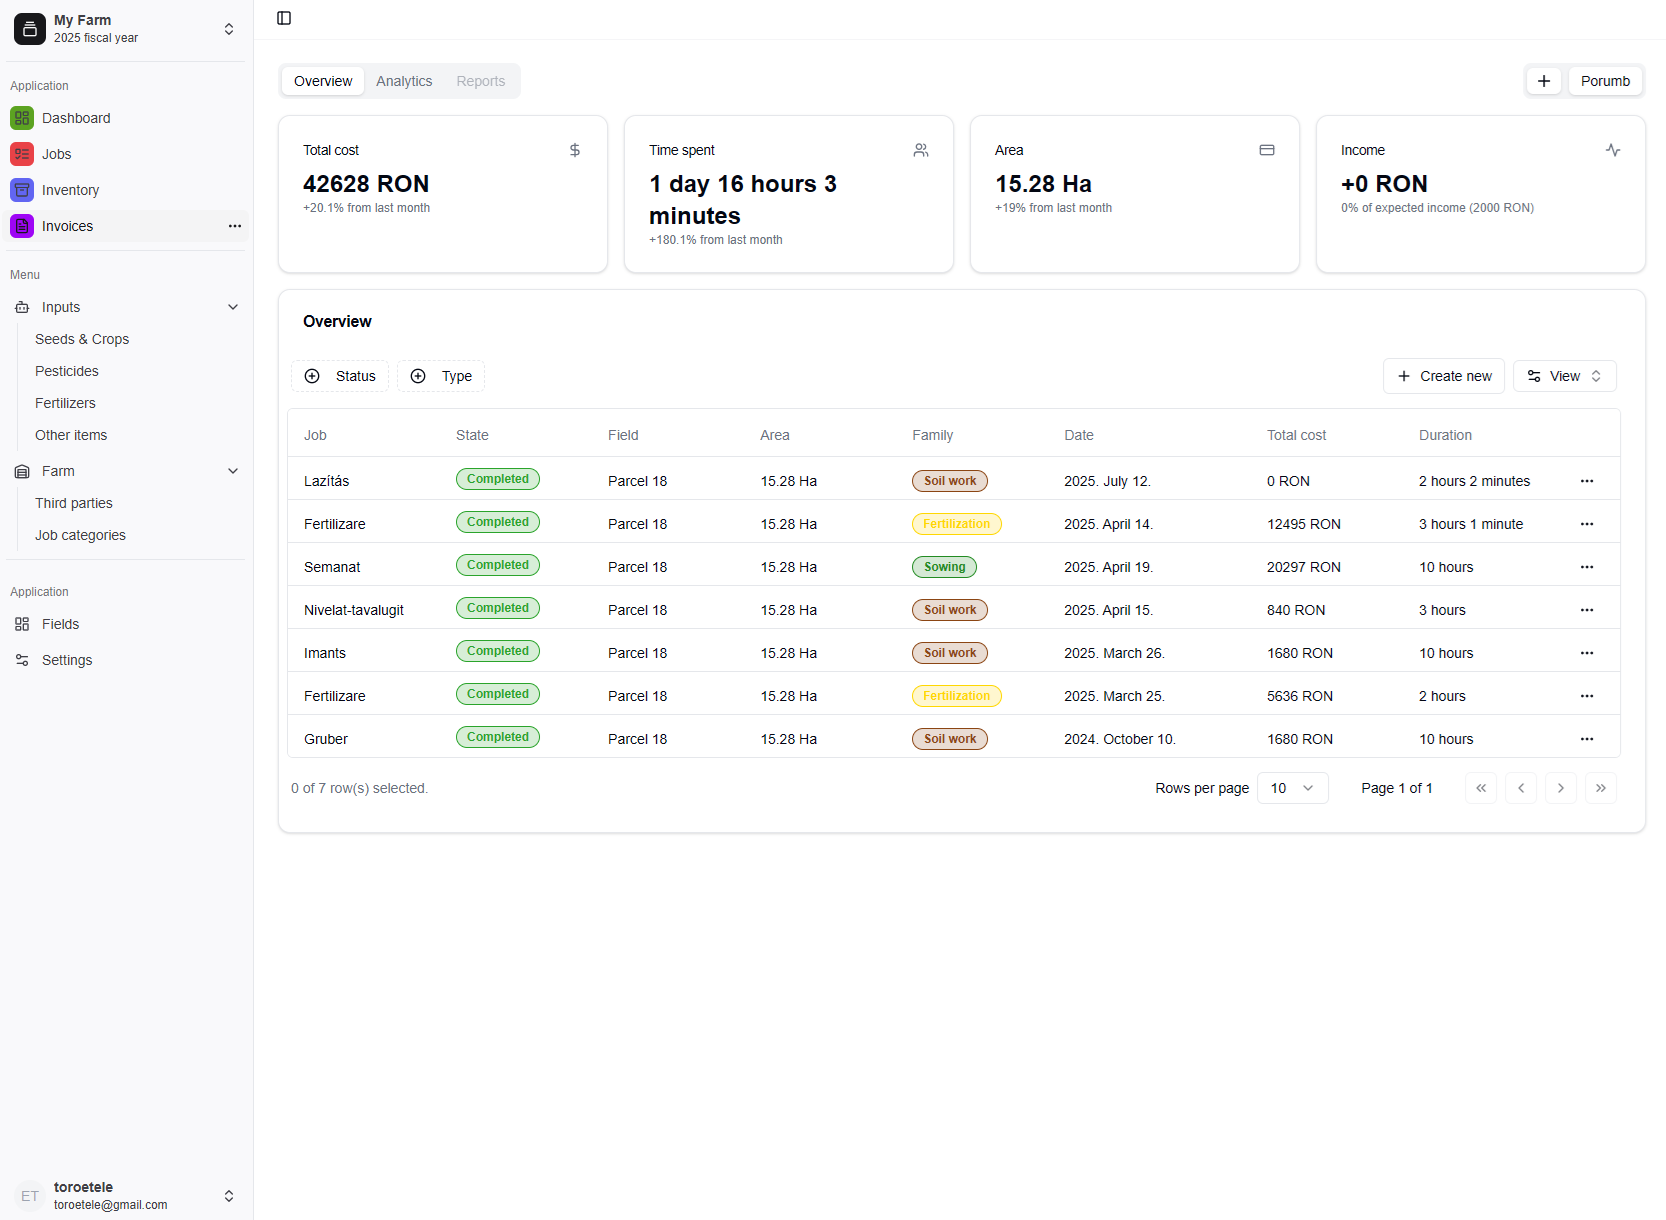 My Farm
2025 fiscal year
Application
Dashboard
Jobs
Inventory
Invoices
Menu
Inputs
Seeds & Crops
Pesticides
Fertilizers
Other items
Farm
Third parties
Job categories
Application
Fields
Settings
ET
toroetele
toroetele@gmail.com
Overview Analytics Reports
Porumb
Total cost
42628 RON
+20.1% from last month
Time spent
1 day 16 hours 3
minutes
+180.1% from last month
Area
15.28 Ha
+19% from last month
Income
+0 RON
0% of expected income (2000 RON)
Overview
Status Type Create new View
Job State Field Area Family Date Total cost Duration
Lazítás Completed Parcel 18 15.28 Ha Soil work 2025. July 12. 0 RON 2 hours 2 minutes
Fertilizare Completed Parcel 18 15.28 Ha Fertilization 2025. April 14. 12495 RON 3 hours 1 minute
Semanat Completed Parcel 18 15.28 Ha Sowing 2025. April 19. 20297 RON 10 hours
Nivelat-tavalugit Completed Parcel 18 15.28 Ha Soil work 2025. April 15. 840 RON 3 hours
Imants Completed Parcel 18 15.28 Ha Soil work 2025. March 26. 1680 RON 10 hours
Fertilizare Completed Parcel 18 15.28 Ha Fertilization 2025. March 25. 5636 RON 2 hours
Gruber Completed Parcel 18 15.28 Ha Soil work 2024. October 10. 1680 RON 10 hours
0 of 7 row(s) selected. Rows per page 10 Page 1 of 1